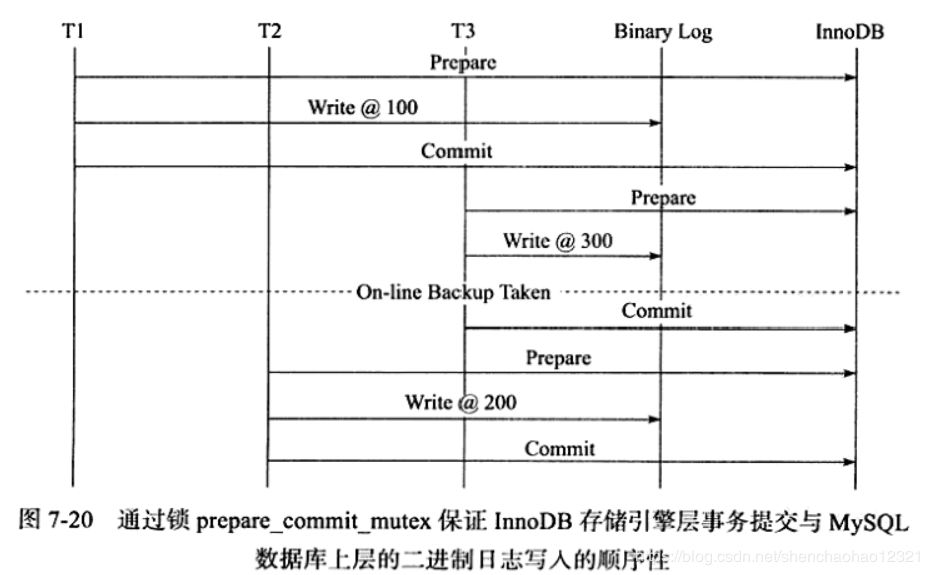 T1 T2 T3 Binary Log InnoDB
Prepare
Write @ 100
Commit
Prepare
Write @ 300
On-line Backup Taken
Commit
Prepare
Write @ 200
Commit
图 7-20 通过锁 prepare_commit_mutex 保证 InnoDB 存储引擎层事务提交与 MySQL
数据库上层的二进制日志写入的顺序性
https://blog.csdn.net/shenchaohao12321